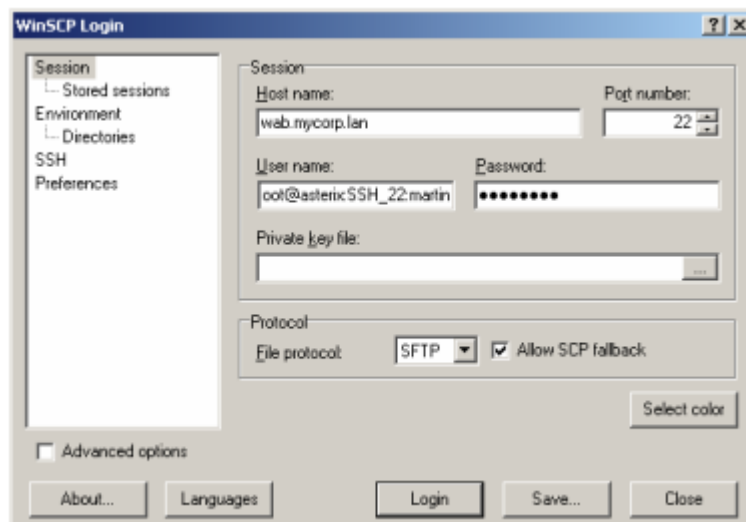 WinSCP Login
Session
Stored sessions
Environment
Directories
SSH
Preferences
Session
Host name: Port number:
wab.mycorp.lan 22
User name: Password:
oot@asterix:SSH_22:martin ●●●●●●●●
Private key file:
...
Protocol
File protocol: SFTP Allow SCP fallback
Select color
Advanced options
About... Languages Login Save... Close